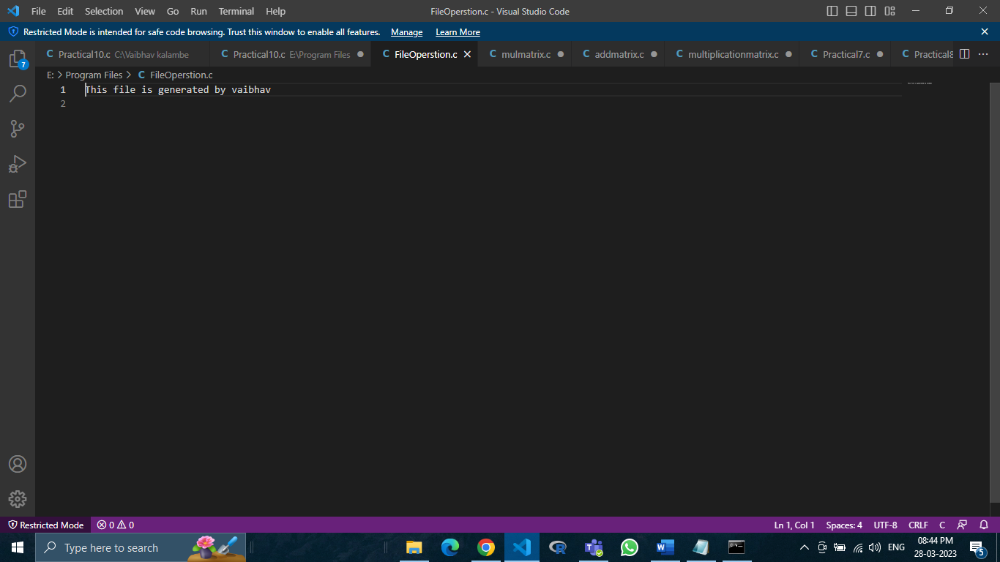 File Edit Selection View Go Run Terminal Help FileOperstion.c - Visual Studio Code
Restricted Mode is intended for safe code browsing. Trust this window to enable all features. Manage Learn More
Practical10.c C:\Vaibhav kalambe Practical10.c E:\Program Files FileOperstion.c mulmatrix.c addmatrix.c multiplicationmatrix.c Practical7.c Practical8
7
E: > Program Files > C FileOperstion.c
1 This file is generated by vaibhav
2
Restricted Mode 0 0 Ln 1, Col 1 Spaces: 4 UTF-8 CRLF C
Type here to search ENG 08:44 PM
28-03-2023 5